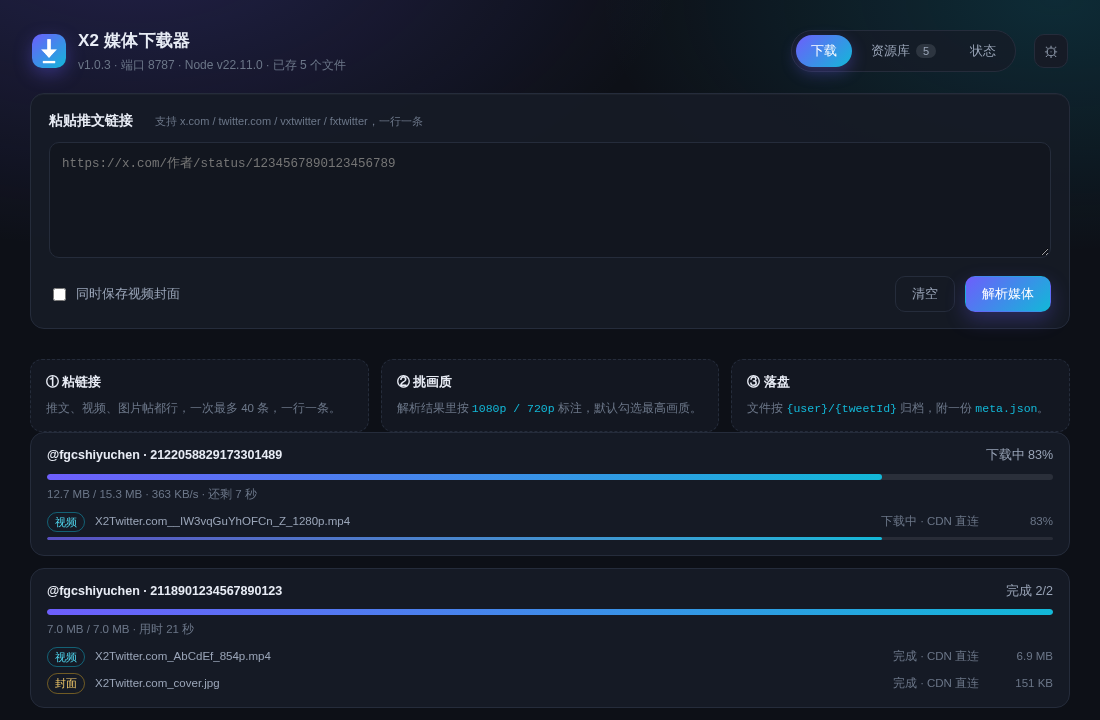 X2 媒体下载器
v1.0.3 · 端口 8787 · Node v22.11.0 · 已存 5 个文件
下载
资源库 5
状态
粘贴推文链接
支持 x.com / twitter.com / vxtwitter / fxtwitter，一行一条
https://x.com/作者/status/1234567890123456789
同时保存视频封面
清空
解析媒体
① 粘链接
推文、视频、图片帖都行，一次最多 40 条，一行一条。
② 挑画质
解析结果里按 1080p / 720p 标注，默认勾选最高画质。
③ 落盘
文件按 {user}/{tweetId} 归档，附一份 meta.json。
@fgcshiyuchen · 2122058829173301489
下载中 83%
12.7 MB / 15.3 MB · 363 KB/s · 还剩 7 秒
视频 X2Twitter.com__IW3vqGuYhOFCn_Z_1280p.mp4 下载中 · CDN 直连 83%
@fgcshiyuchen · 2118901234567890123
完成 2/2
7.0 MB / 7.0 MB · 用时 21 秒
视频 X2Twitter.com_AbCdEf_854p.mp4 完成 · CDN 直连 6.9 MB
封面 X2Twitter.com_cover.jpg 完成 · CDN 直连 151 KB